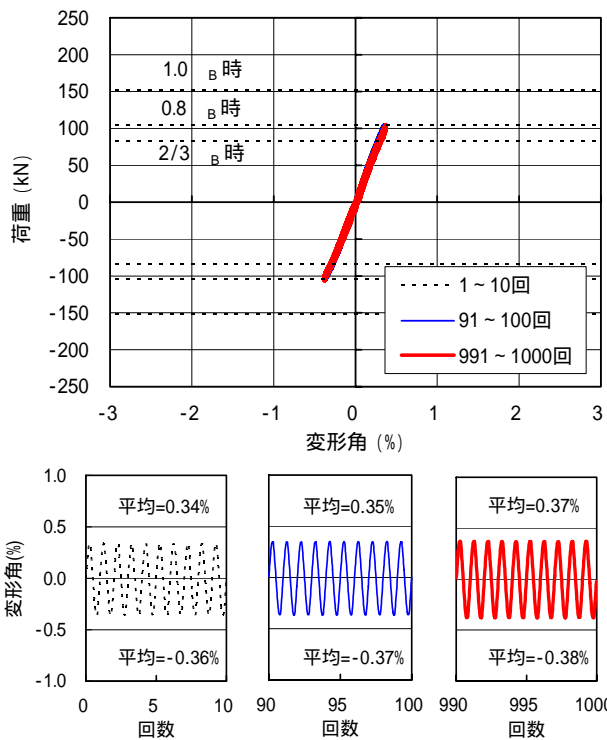 250
200
150
100
50
0
-50
-100
-150
-200
-250
荷重 (kN)
1.0 B 時
0.8 B 時
2/3 B 時
1~10回
91~100回
991~1000回
-3 -2 -1 0 1 2 3
変形角 (%)
変形角(%)
1.0
0.5
0.0
-0.5
-1.0
平均=0.34%
平均=-0.36%
0 5 10
回数
平均=0.35%
平均=-0.37%
90 95 100
回数
平均=0.37%
平均=-0.38%
990 995 1000
回数